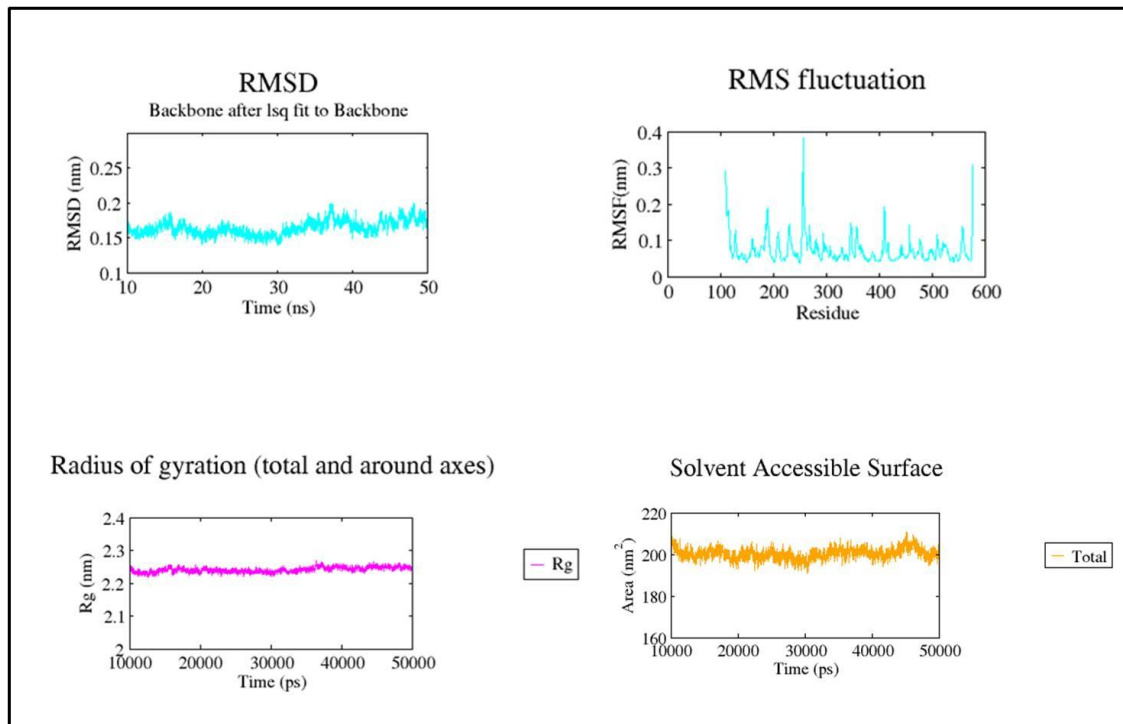 RMSD
Backbone after lsq fit to Backbone
RMSD (nm)
0.25
0.2
0.15
0.1
10 20 30 40 50
Time (ns)
RMS fluctuation
RMSF(nm)
0.4
0.3
0.2
0.1
0
0 100 200 300 400 500 600
Residue
Radius of gyration (total and around axes)
Rg (nm)
2.4
2.3
2.2
2.1
2
10000 20000 30000 40000 50000
Time (ps)
Rg
Solvent Accessible Surface
Area (nm²)
220
200
180
160
10000 20000 30000 40000 50000
Time (ps)
Total